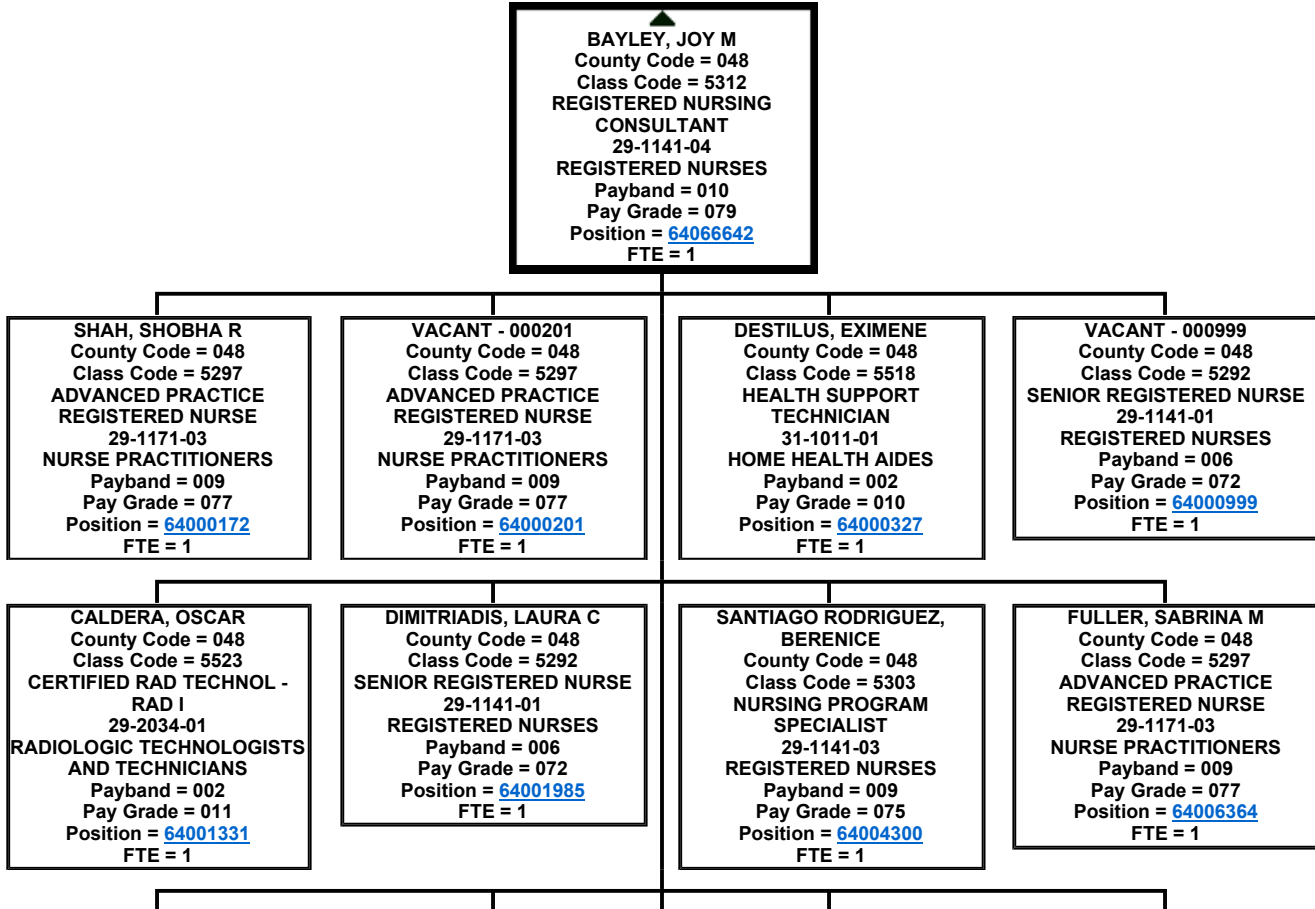 BAYLEY, JOY M
County Code = 048
Class Code = 5312
REGISTERED NURSING
CONSULTANT
29-1141-04
REGISTERED NURSES
Payband = 010
Pay Grade = 079
Position = 64066642
FTE = 1
SHAH, SHOBHA R
County Code = 048
Class Code = 5297
ADVANCED PRACTICE
REGISTERED NURSE
29-1171-03
NURSE PRACTITIONERS
Payband = 009
Pay Grade = 077
Position = 64000172
FTE = 1
VACANT - 000201
County Code = 048
Class Code = 5297
ADVANCED PRACTICE
REGISTERED NURSE
29-1171-03
NURSE PRACTITIONERS
Payband = 009
Pay Grade = 077
Position = 64000201
FTE = 1
DESTILUS, EXIMENE
County Code = 048
Class Code = 5518
HEALTH SUPPORT
TECHNICIAN
31-1011-01
HOME HEALTH AIDES
Payband = 002
Pay Grade = 010
Position = 64000327
FTE = 1
VACANT - 000999
County Code = 048
Class Code = 5292
SENIOR REGISTERED NURSE
29-1141-01
REGISTERED NURSES
Payband = 006
Pay Grade = 072
Position = 64000999
FTE = 1
CALDERA, OSCAR
County Code = 048
Class Code = 5523
CERTIFIED RAD TECHNOL -
RAD I
29-2034-01
RADIOLOGIC TECHNOLOGISTS
AND TECHNICIANS
Payband = 002
Pay Grade = 011
Position = 64001331
FTE = 1
DIMITRIADIS, LAURA C
County Code = 048
Class Code = 5292
SENIOR REGISTERED NURSE
29-1141-01
REGISTERED NURSES
Payband = 006
Pay Grade = 072
Position = 64001985
FTE = 1
SANTIAGO RODRIGUEZ,
BERENICE
County Code = 048
Class Code = 5303
NURSING PROGRAM
SPECIALIST
29-1141-03
REGISTERED NURSES
Payband = 009
Pay Grade = 075
Position = 64004300
FTE = 1
FULLER, SABRINA M
County Code = 048
Class Code = 5297
ADVANCED PRACTICE
REGISTERED NURSE
29-1171-03
NURSE PRACTITIONERS
Payband = 009
Pay Grade = 077
Position = 64006364
FTE = 1